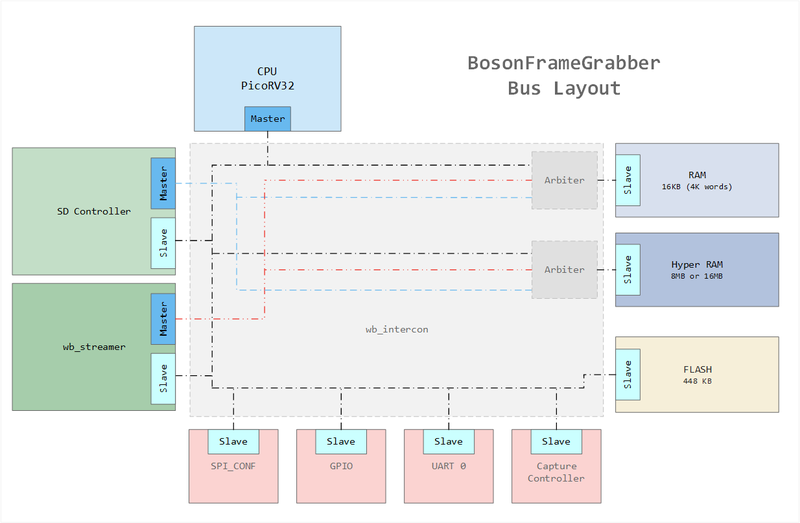 BosonFrameGrabber
Bus Layout
CPU
PicoRV32
Master
SD Controller
Master
Slave
wb_streamer
Master
Slave
Arbiter
Arbiter
wb_intercon
Slave
RAM
16KB (4K words)
Slave
Hyper RAM
8MB or 16MB
Slave
FLASH
448 KB
Slave
SPI_CONF
Slave
GPIO
Slave
UART 0
Slave
Capture
Controller